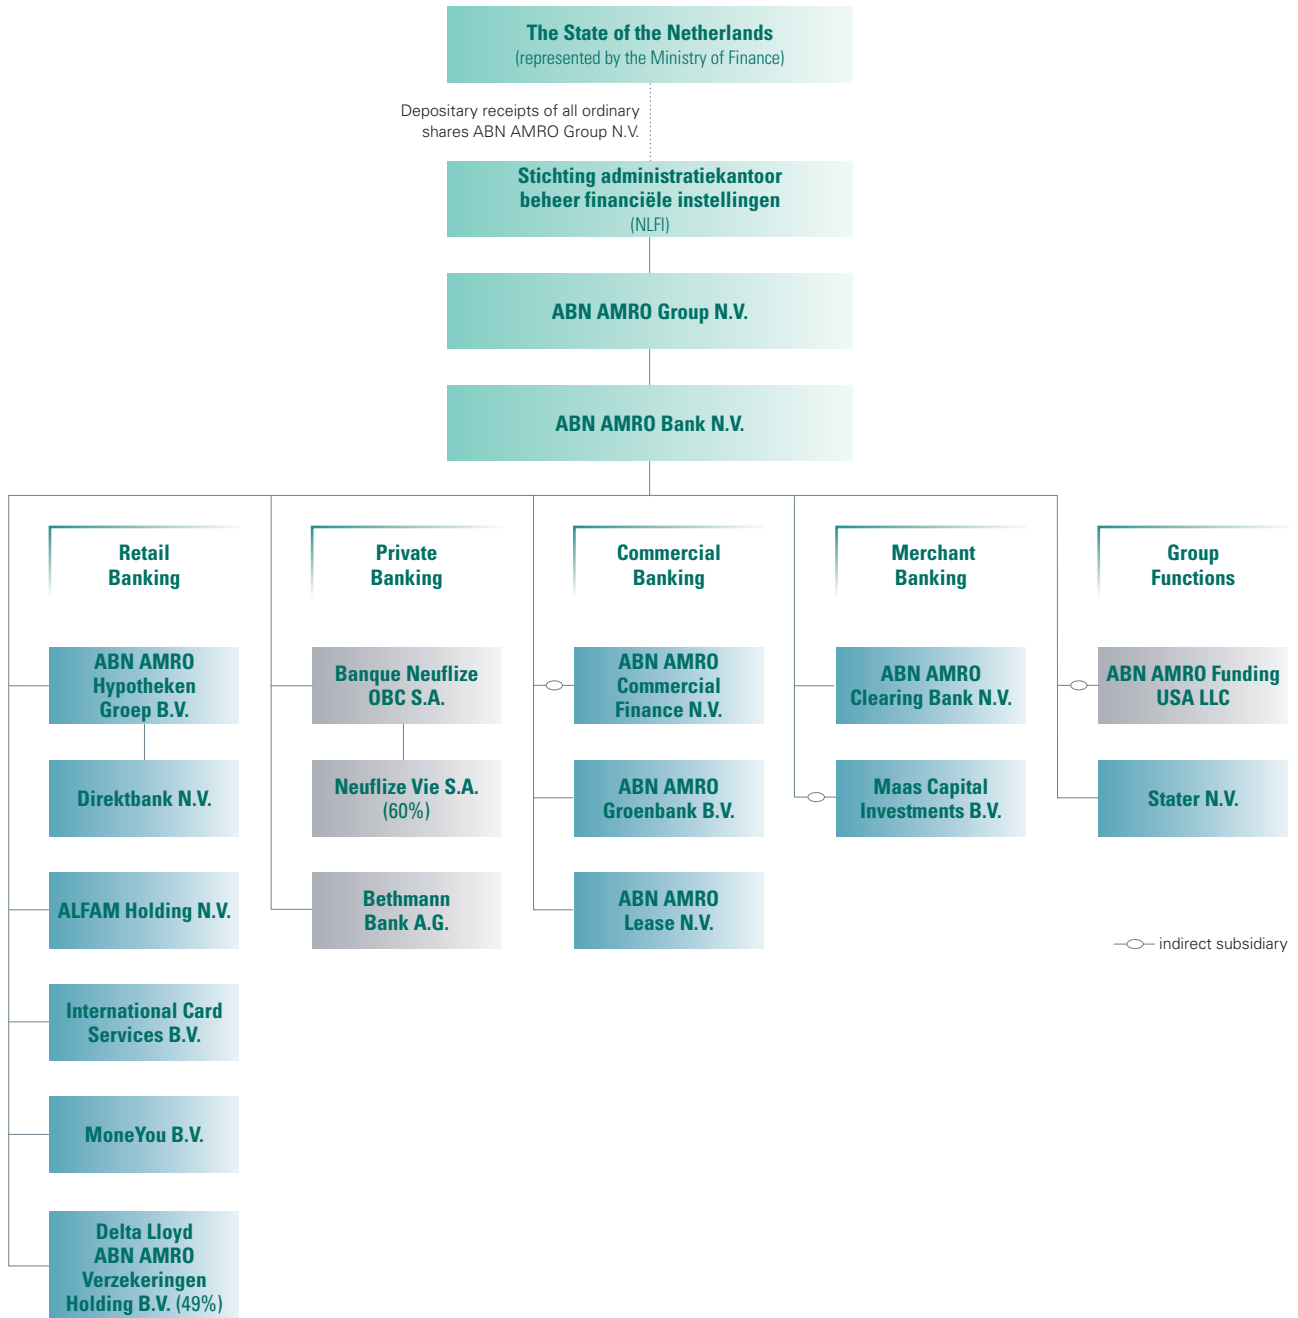 The State of the Netherlands
(represented by the Ministry of Finance)
Depositary receipts of all ordinary
shares ABN AMRO Group N.V.
Stichting administratiekantoor
beheer financiële instellingen
(NLFI)
ABN AMRO Group N.V.
ABN AMRO Bank N.V.
Retail
Banking
ABN AMRO
Hypotheken
Groep B.V.
Direktbank N.V.
ALFAM Holding N.V.
International Card
Services B.V.
MoneYou B.V.
Delta Lloyd
ABN AMRO
Verzekeringen
Holding B.V. (49%)
Private
Banking
Banque Neuflize
OBC S.A.
Neuflize Vie S.A.
(60%)
Bethmann
Bank A.G.
Commercial
Banking
ABN AMRO
Commercial
Finance N.V.
ABN AMRO
Groenbank B.V.
ABN AMRO
Lease N.V.
Merchant
Banking
ABN AMRO
Clearing Bank N.V.
Maas Capital
Investments B.V.
Group
Functions
ABN AMRO Funding
USA LLC
Stater N.V.
indirect subsidiary